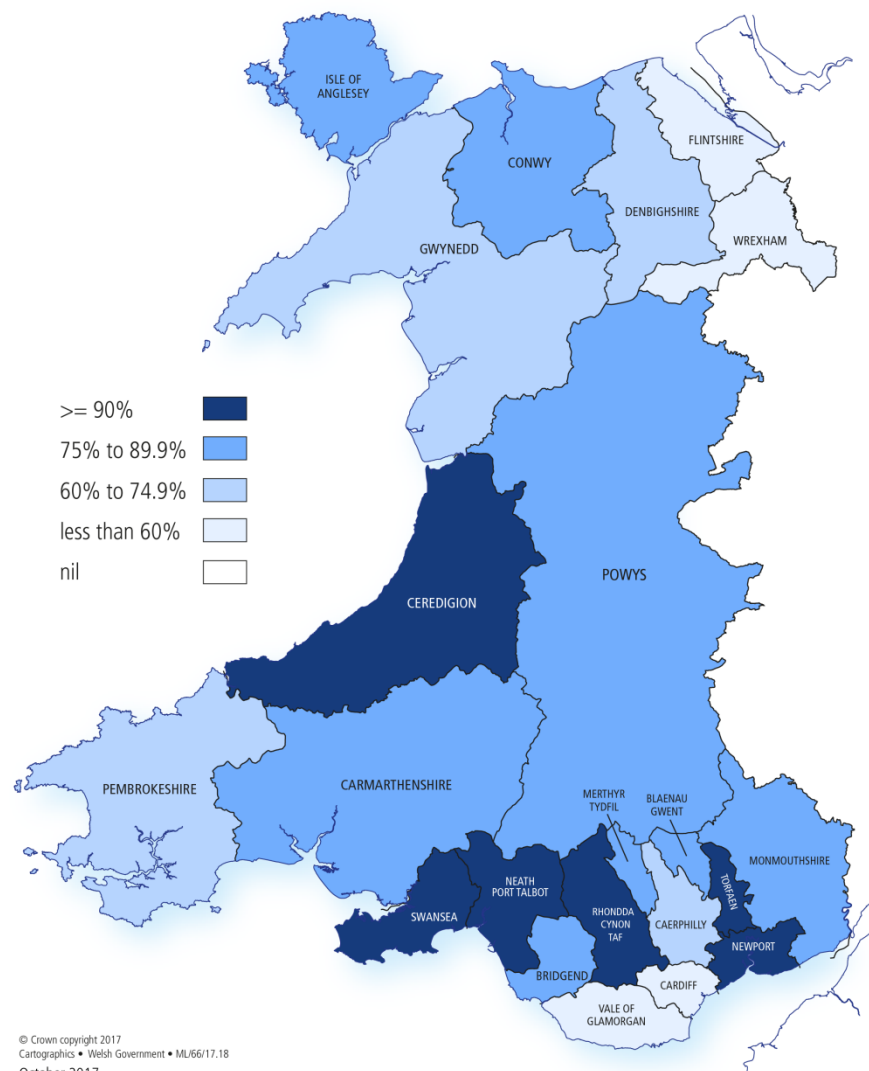 ISLE OF
ANGLESEY
FLINTSHIRE
CONWY
DENBIGHSHIRE
WREXHAM
GWYNEDD
>= 90%
75% to 89.9%
60% to 74.9%
less than 60%
nil
POWYS
CEREDIGION
CARMARTHENSHIRE
PEMBROKESHIRE
MERTHYR
TYDFIL
BLAENAU
GWENT
MONMOUTHSHIRE
TORFAEN
NEATH
PORT TALBOT
SWANSEA
RHONDDA
CYNON
TAF
CAERPHILLY
NEWPORT
BRIDGEND
CARDIFF
VALE OF
GLAMORGAN
© Crown copyright 2017
Cartographics • Welsh Government • ML/66/17.18
October 2017